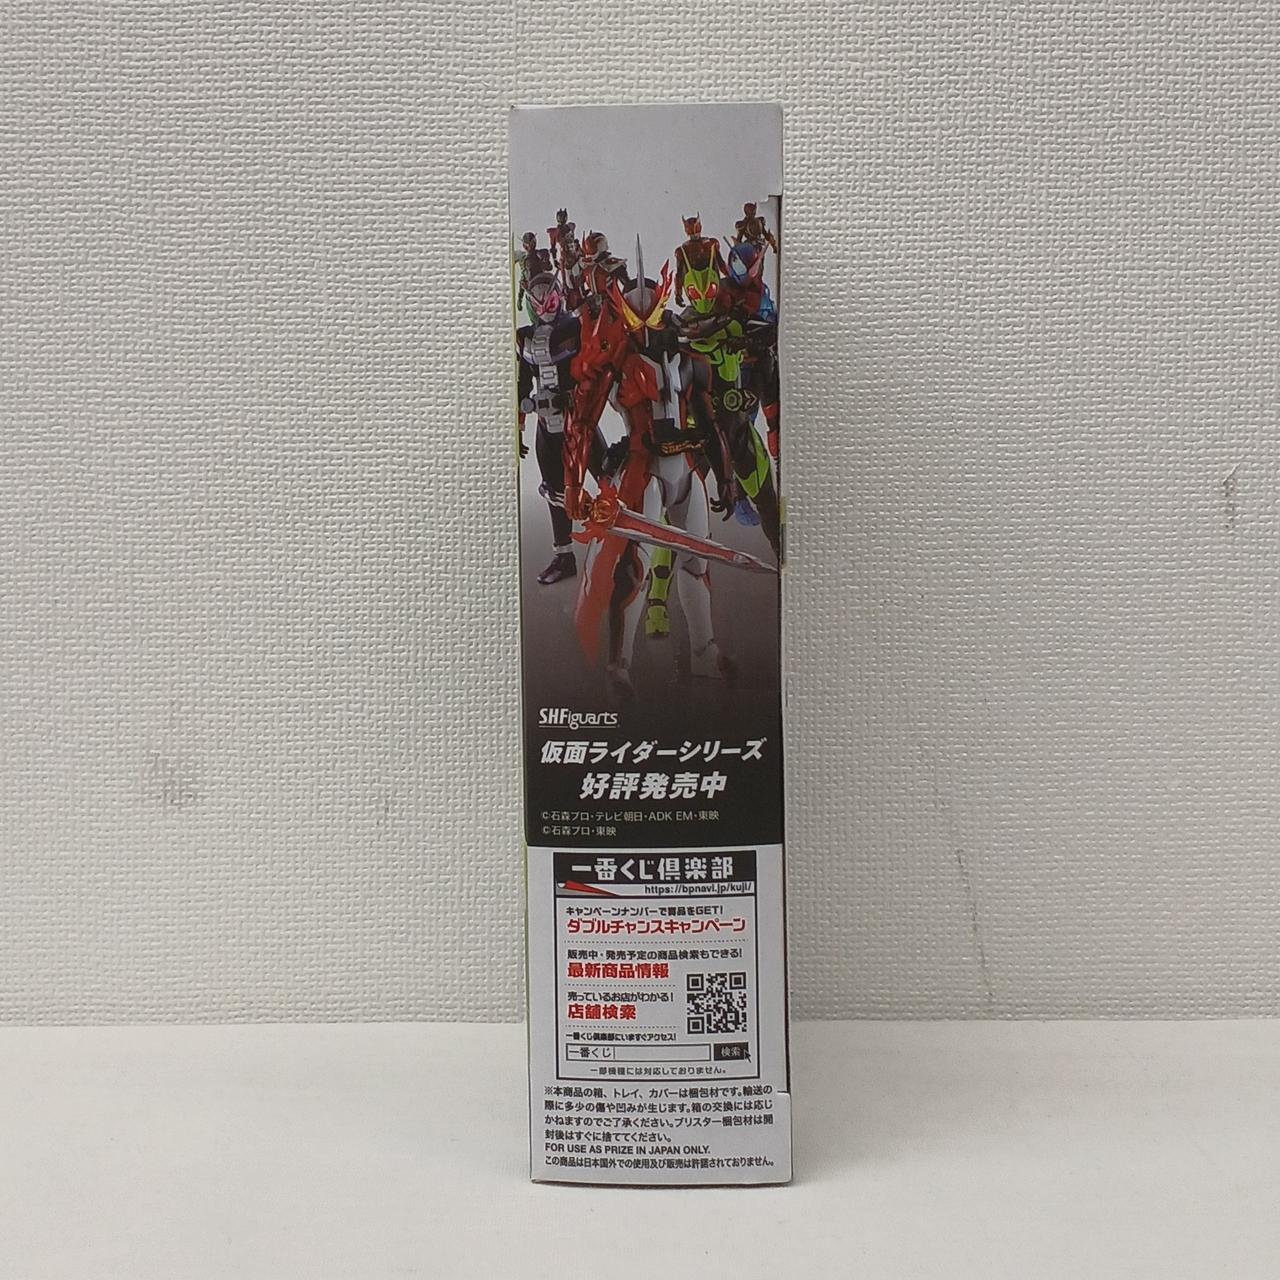 SHFiguarts
仮面ライダーシリーズ
好評発売中
©石森プロ・テレビ朝日・ADK EM・東映
©石森プロ・東映
一番くじ倶楽部
https://bpnavi.jp/kuji/
キャンペーンナンバーで賞品をGET!
ダブルチャンスキャンペーン
販売中・発売予定の商品検索もできる!
最新商品情報
売っているお店がわかる!
店舗検索
一番くじ倶楽部にいますぐアクセス!
一番くじ 検索
一部機種には対応しておりません。
※本商品の箱、トレイ、カバーは梱包材です。輸送の
際に多少の傷や凹みが生じます。箱の交換には応じ
かねますのでご了承ください。ブリスター梱包材は開
封後はすぐに捨ててください。
FOR USE AS PRIZE IN JAPAN ONLY.
この商品は日本国外での使用及び販売は許諾されておりません。